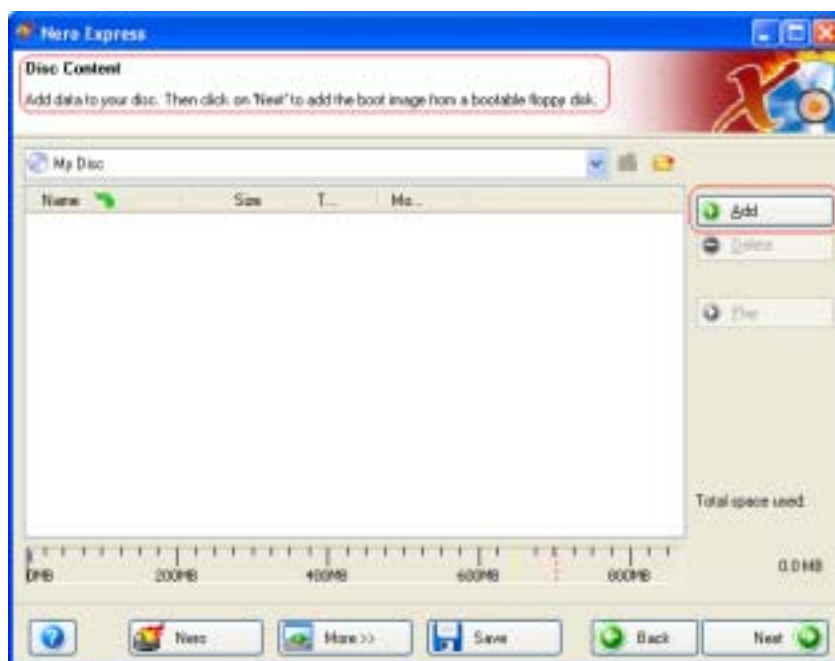 Nero Express
Disc Content
Add data to your disc. Then click on 'Next' to add the boot image from a bootable floppy disk.
My Disc
Name Size T... Mo...
Add
Delete
Play
Total space used:
0MB 200MB 400MB 600MB 800MB
0.0 MB
Nero More >> Save Back Next